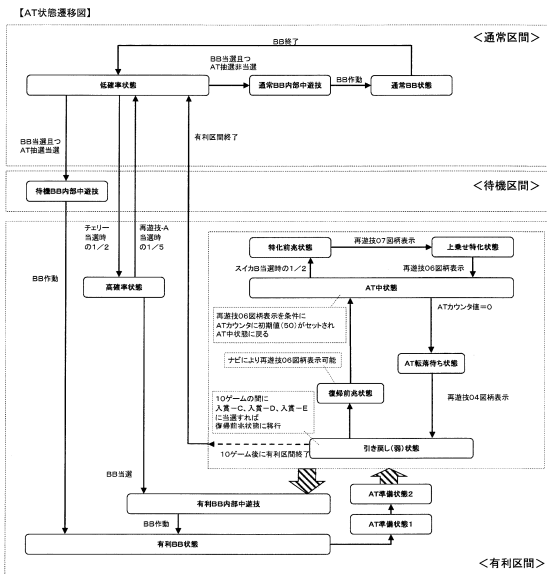 【AT状態遷移図】
＜通常区間＞
BB終了
BB当選且つ
AT抽選非当選
低確率状態
通常BB内部中遊技
BB作動
通常BB状態
BB当選且つ
AT抽選当選
有利区間終了
＜待機区間＞
待機BB内部中遊技
チェリー
当選時
の1／2
再遊技-A
当選時
の1／5
BB作動
高確率状態
特化前兆状態
再遊技07図柄表示
上乗せ特化状態
スイカB当選時の1／2
再遊技06図柄表示
AT中状態
再遊技06図柄表示を条件に
ATカウンタに初期値(50)がセットされ
AT中状態に戻る
ATカウンタ値＝0
ナビにより再遊技06図柄表示可能
AT転落待ち状態
復帰前兆状態
再遊技04図柄表示
10ゲームの間に
入賞－C、入賞－D、入賞－E
に当選すれば
復帰前兆状態に移行
引き戻し(弱)状態
10ゲーム後に有利区間終了
BB当選
有利BB内部中遊技
AT準備状態2
BB作動
AT準備状態1
有利BB状態
＜有利区間＞